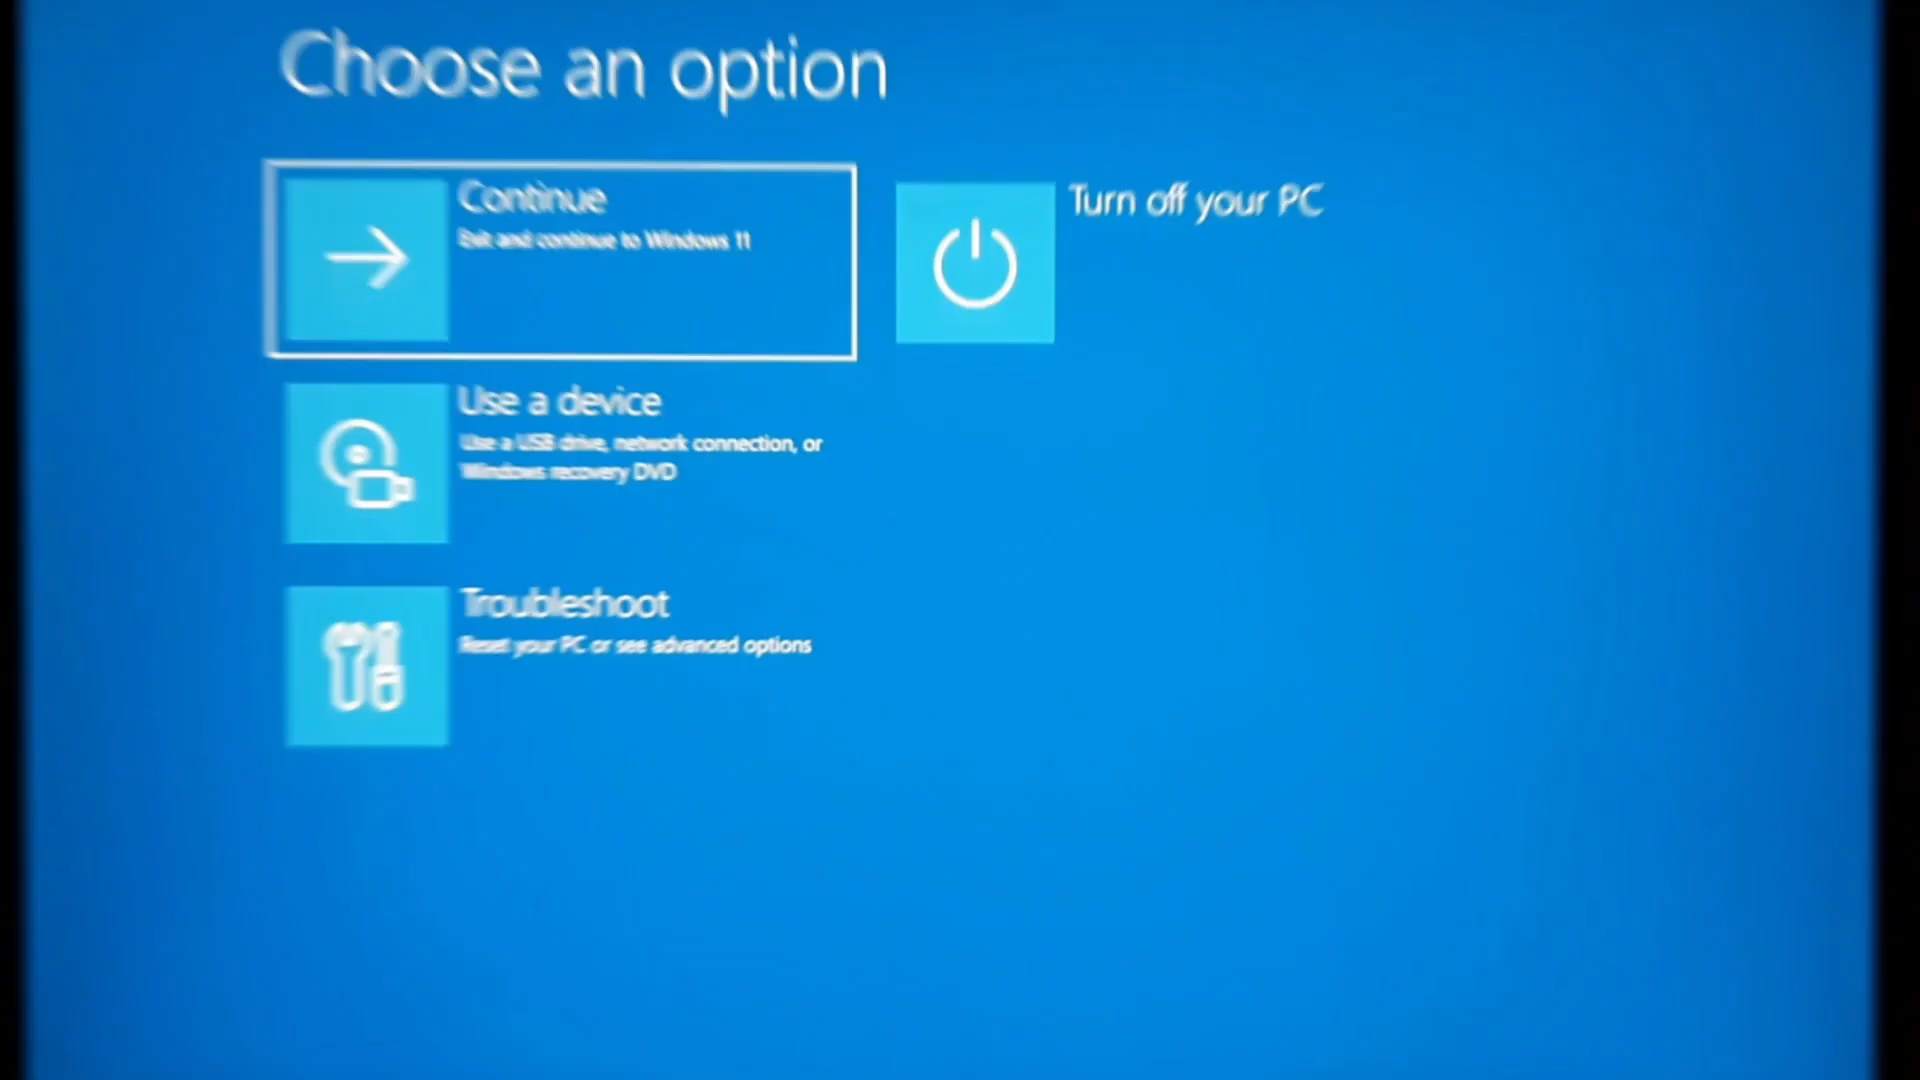 Choose an option
Continue
Exit and continue to Windows 11
Turn off your PC
Use a device
Use a USB drive, network connection, or
Windows recovery DVD
Troubleshoot
Reset your PC or see advanced options